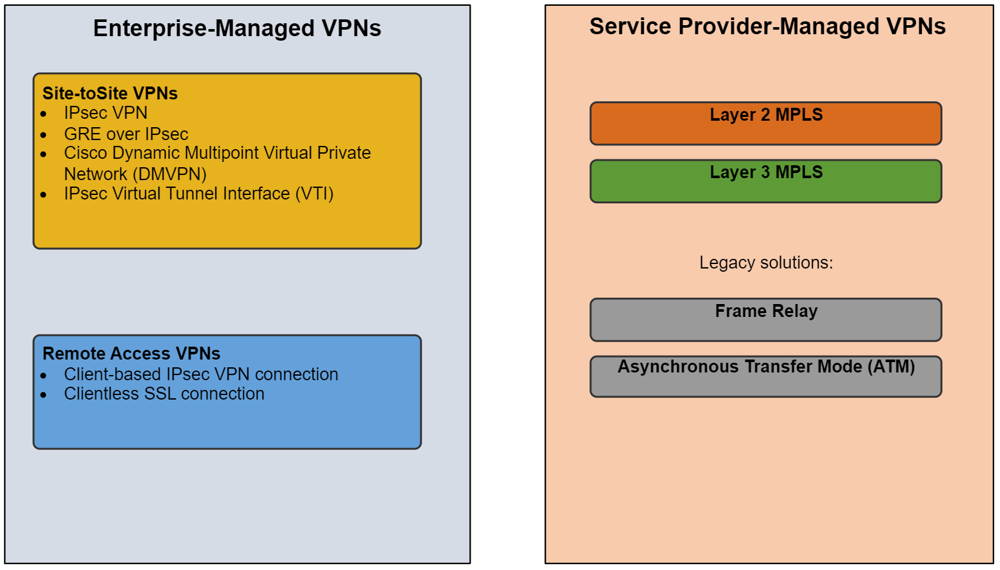 Enterprise-Managed VPNs
Site-toSite VPNs
• IPsec VPN
• GRE over IPsec
• Cisco Dynamic Multipoint Virtual Private
Network (DMVPN)
• IPsec Virtual Tunnel Interface (VTI)
Remote Access VPNs
• Client-based IPsec VPN connection
• Clientless SSL connection
Service Provider-Managed VPNs
Layer 2 MPLS
Layer 3 MPLS
Legacy solutions:
Frame Relay
Asynchronous Transfer Mode (ATM)